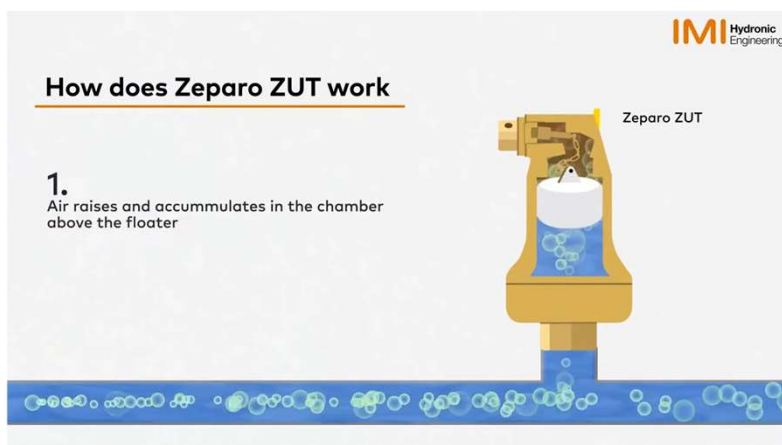 IMI Hydronic
Engineering
How does Zeparo ZUT work
Zeparo ZUT
1.
Air raises and accummulates in the chamber
above the floater